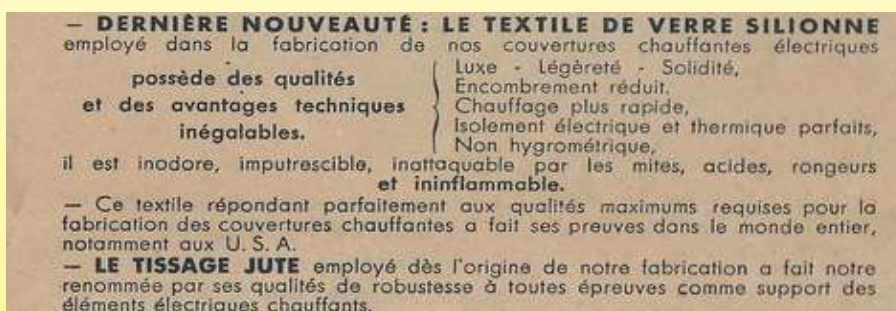 — DERNIÈRE NOUVEAUTÉ : LE TEXTILE DE VERRE SILIONNE
employé dans la fabrication de nos couvertures chauffantes électriques
possède des qualités
et des avantages techniques
inégalables.
Luxe - Légèreté - Solidité,
Encombrement réduit.
Chauffage plus rapide,
Isolement électrique et thermique parfaits,
Non hygrométrique,
il est inodore, imputrescible, inattaquable par les mites, acides, rongeurs
et ininflammable.
— Ce textile répondant parfaitement aux qualités maximums requises pour la
fabrication des couvertures chauffantes a fait ses preuves dans le monde entier,
notamment aux U. S. A.
— LE TISSAGE JUTE employé dès l'origine de notre fabrication a fait notre
renommée par ses qualités de robustesse à toutes épreuves comme support des
éléments électriques chauffants.